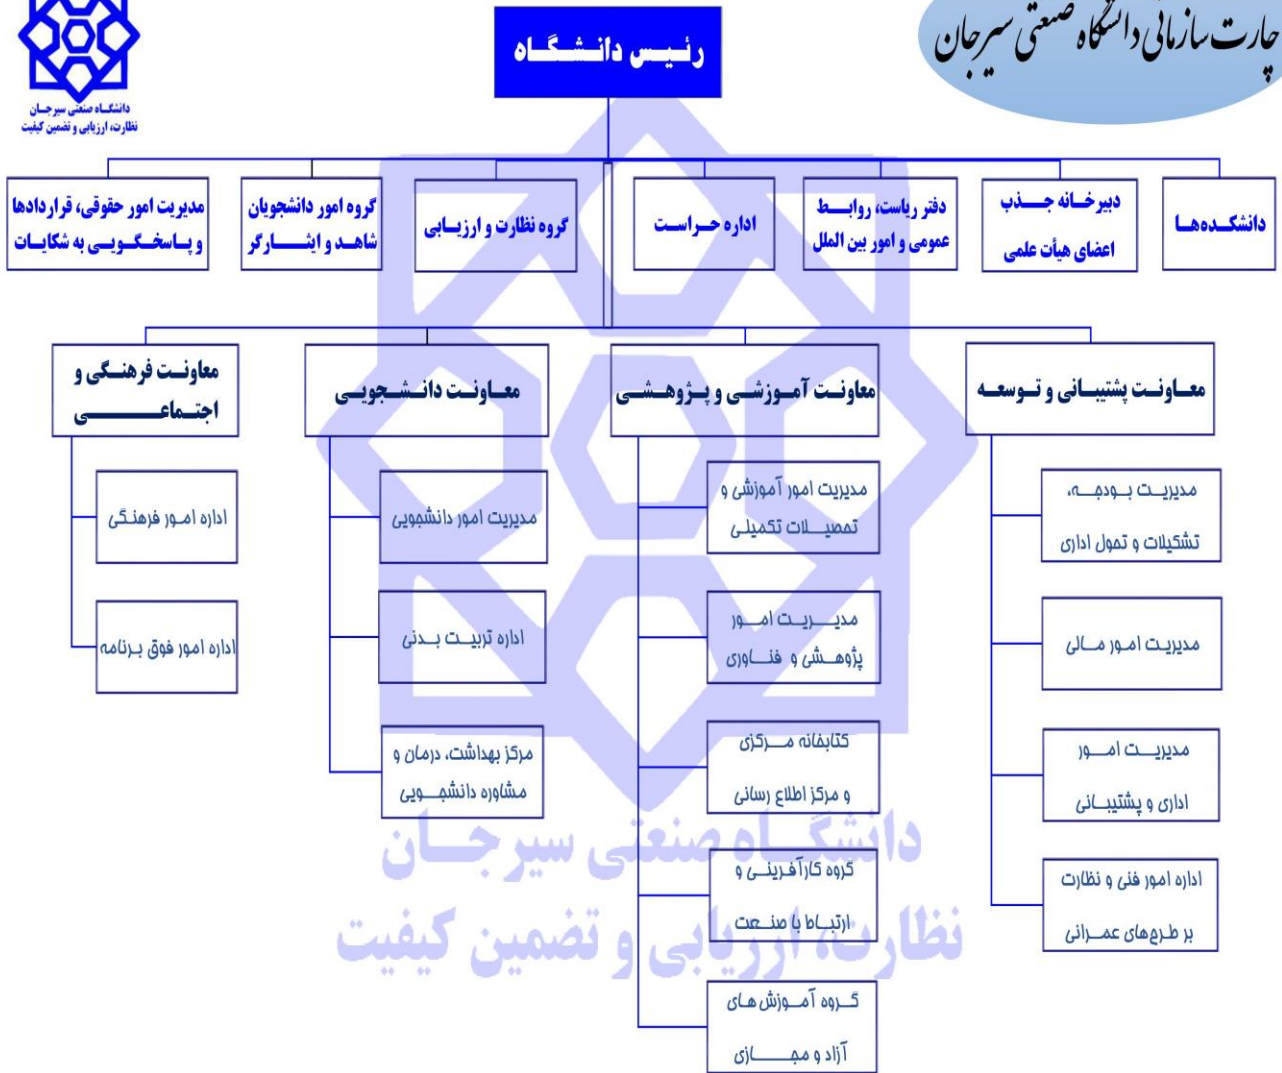 چارت سازمانی دانشگاه صنعتی سیرجان
دانشگاه صنعتی سیرجان
نظارت، ارزیابی و تضمین کیفیت
رئیس دانشگاه
دانشکده‌ها
دبیرخانه جذب
اعضای هیأت علمی
دفتر ریاست، روابط
عمومی و امور بین الملل
اداره حراست
گروه نظارت و ارزیابی
گروه امور دانشجویان
شاهد و ایثارگر
مدیریت امور حقوقی، قراردادها
و پاسخگویی به شکایات
معاونت پشتیبانی و توسعه
معاونت آموزشی و پژوهشی
معاونت دانشجویی
معاونت فرهنگی و
اجتماعی
مدیریت بودجه،
تشکیلات و تحول اداری
مدیریت امور مالی
مدیریت امور
اداری و پشتیبانی
اداره امور فنی و نظارت
بر طرح‌های عمرانی
مدیریت امور آموزشی و
تحصیلات تکمیلی
مدیریت امور
پژوهشی و فناوری
کتابخانه مرکزی
و مرکز اطلاع رسانی
گروه کارآفرینی و
ارتباط با صنعت
گروه آموزش های
آزاد و مجازی
مدیریت امور دانشجویی
اداره تربیت بدنی
مرکز بهداشت، درمان و
مشاوره دانشجویی
اداره امور فرهنگی
اداره امور فوق برنامه
دانشگاه صنعتی سیرجان
نظارت، ارزیابی و تضمین کیفیت